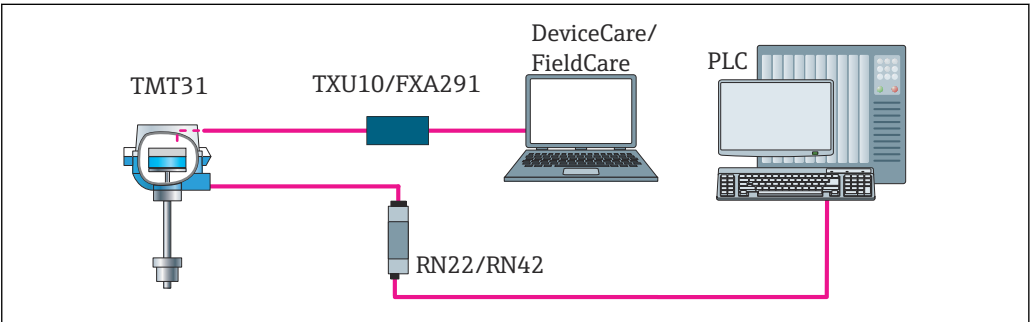 DeviceCare/
FieldCare
PLC
TMT31
TXU10/FXA291
RN22/RN42